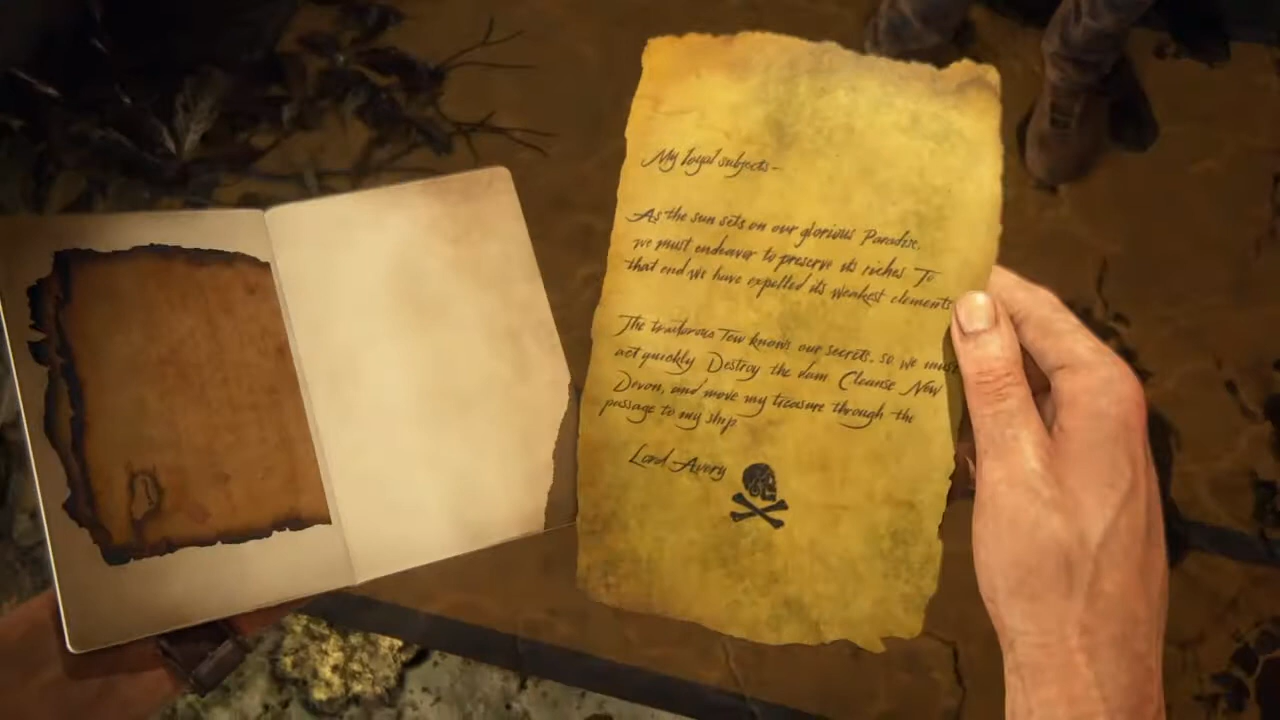 My loyal subjects-
As the sun sets on our glorious Paradise,
we must endeavor to preserve its riches To
that end we have expelled its weakest elements
The traitorous Tew knows our secrets, so we must
act quickly Destroy the dam Cleanse New
Devon, and move my treasure through the
passage to my ship
Lord Avery